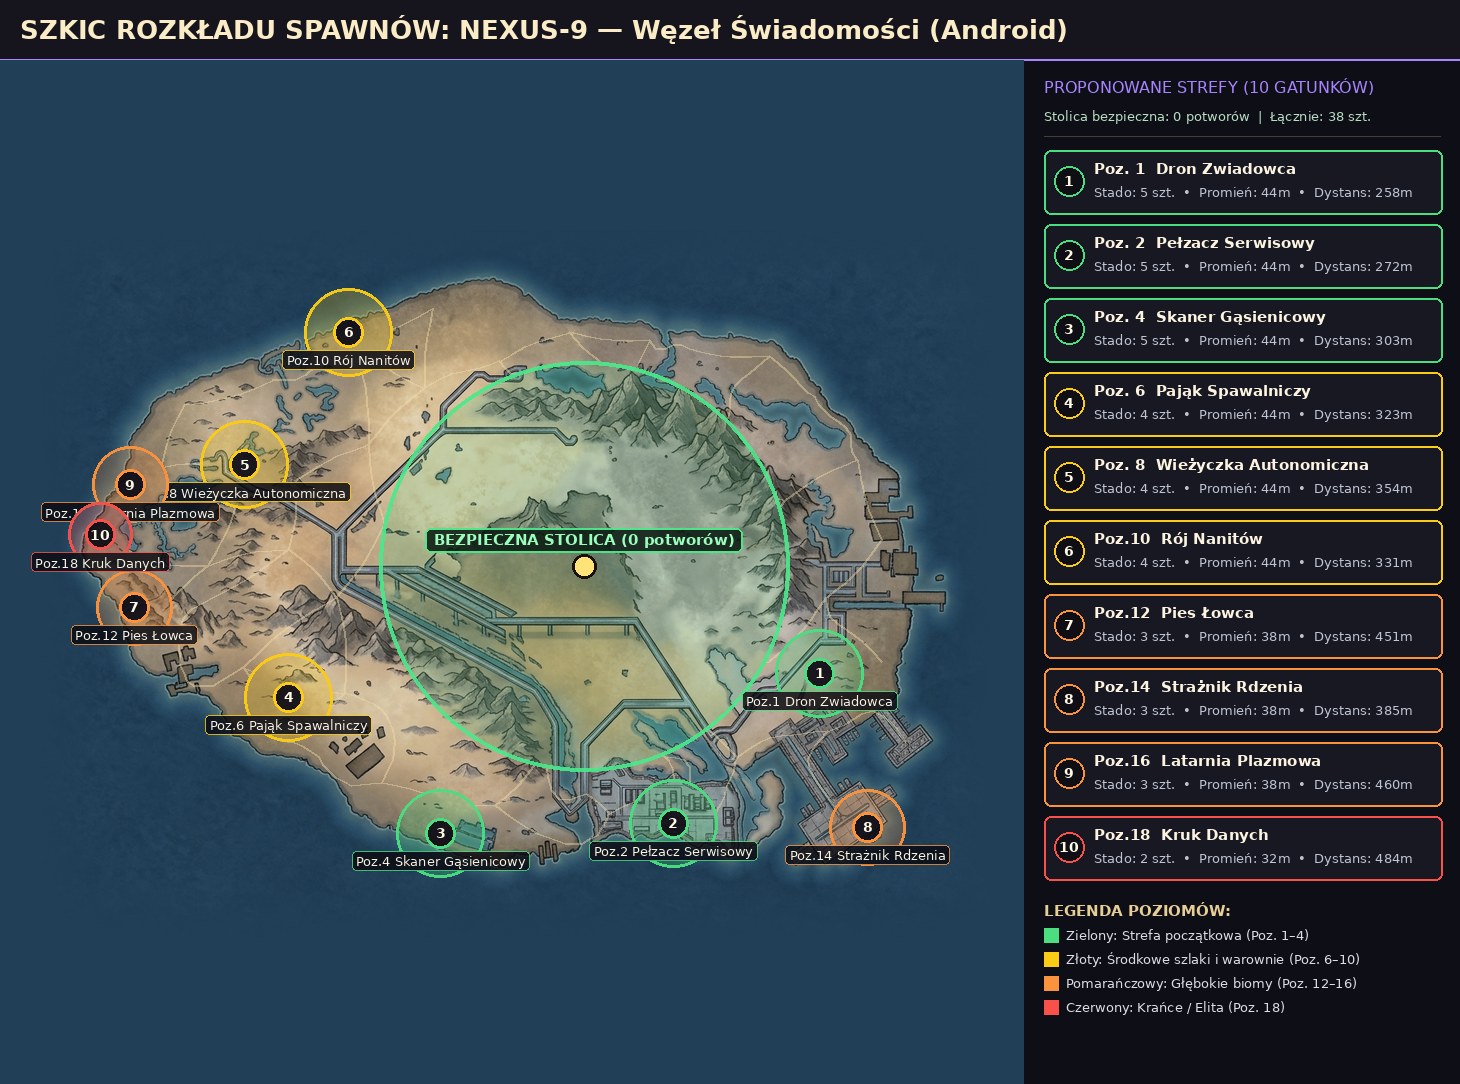 SZKIC ROZKŁADU SPAWNÓW: NEXUS-9 — Węzeł Świadomości (Android)
6
Poz.10 Rój Nanitów
5
8 Wieżyczka Autonomiczna
9
Poz.1 nia Plazmowa
10
Poz.18 Kruk Danych
BEZPIECZNA STOLICA (0 potworów)
7
Poz.12 Pies Łowca
1
Poz.1 Dron Zwiadowca
4
Poz.6 Pająk Spawalniczy
3
Poz.4 Skaner Gąsienicowy
2
Poz.2 Pełzacz Serwisowy
8
Poz.14 Strażnik Rdzenia
PROPONOWANE STREFY (10 GATUNKÓW)
Stolica bezpieczna: 0 potworów | Łącznie: 38 szt.
1
Poz. 1 Dron Zwiadowca
Stado: 5 szt. • Promień: 44m • Dystans: 258m
2
Poz. 2 Pełzacz Serwisowy
Stado: 5 szt. • Promień: 44m • Dystans: 272m
3
Poz. 4 Skaner Gąsienicowy
Stado: 5 szt. • Promień: 44m • Dystans: 303m
4
Poz. 6 Pająk Spawalniczy
Stado: 4 szt. • Promień: 44m • Dystans: 323m
5
Poz. 8 Wieżyczka Autonomiczna
Stado: 4 szt. • Promień: 44m • Dystans: 354m
6
Poz.10 Rój Nanitów
Stado: 4 szt. • Promień: 44m • Dystans: 331m
7
Poz.12 Pies Łowca
Stado: 3 szt. • Promień: 38m • Dystans: 451m
8
Poz.14 Strażnik Rdzenia
Stado: 3 szt. • Promień: 38m • Dystans: 385m
9
Poz.16 Latarnia Plazmowa
Stado: 3 szt. • Promień: 38m • Dystans: 460m
10
Poz.18 Kruk Danych
Stado: 2 szt. • Promień: 32m • Dystans: 484m
LEGENDA POZIOMÓW:
Zielony: Strefa początkowa (Poz. 1–4)
Złoty: Środkowe szlaki i warownie (Poz. 6–10)
Pomarańczowy: Głębokie biomy (Poz. 12–16)
Czerwony: Krańce / Elita (Poz. 18)